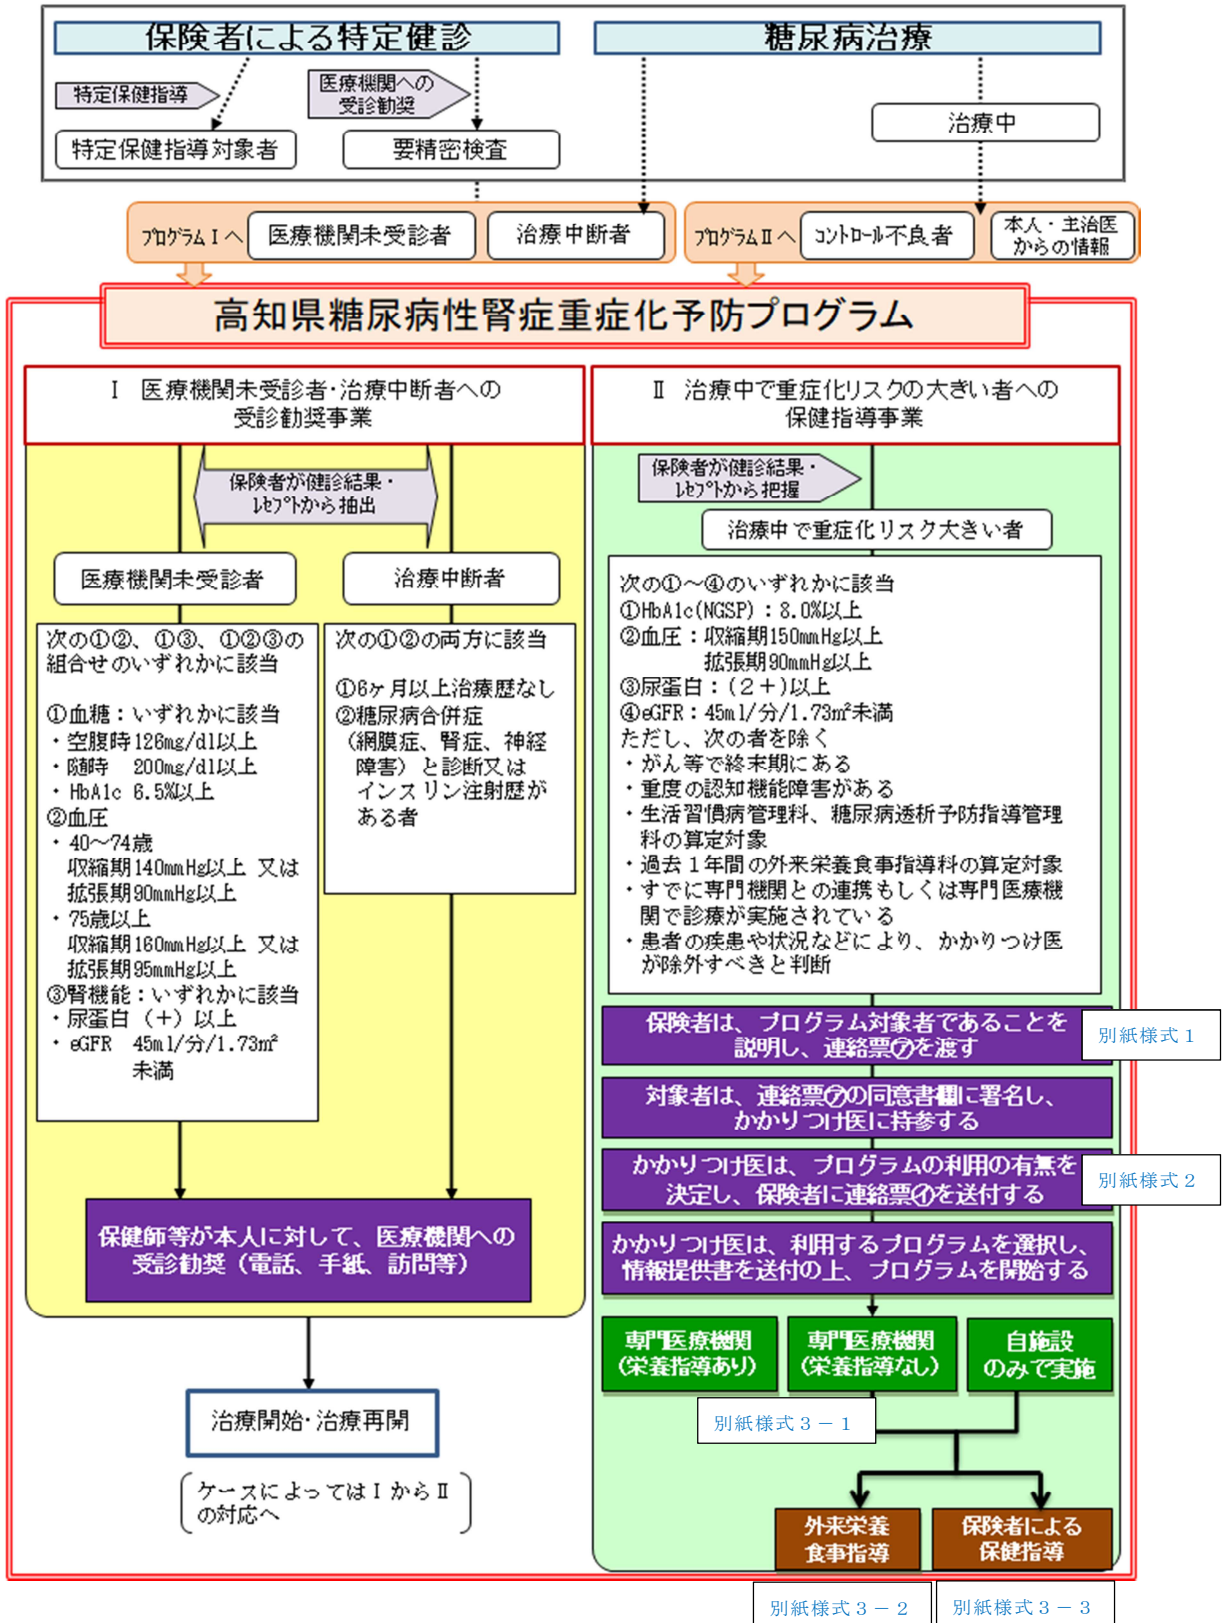 保険者による特定健診
糖尿病治療
特定保健指導
医療機関への
受診勧奨
特定保健指導対象者
要精密検査
治療中
プログラムⅠへ
医療機関未受診者
治療中断者
プログラムⅡへ
コントロール不良者
本人・主治医
からの情報
高知県糖尿病性腎症重症化予防プログラム
Ⅰ 医療機関未受診者・治療中断者への
受診勧奨事業
保険者が健診結果・
レセプトから抽出
医療機関未受診者
治療中断者
次の①②、①③、①②③の
組合せのいずれかに該当
①血糖：いずれかに該当
・空腹時126mg/dl以上
・随時 200mg/dl以上
・HbA1c 6.5%以上
②血圧
・40～74歳
収縮期140mmHg以上 又は
拡張期90mmHg以上
・75歳以上
収縮期160mmHg以上 又は
拡張期95mmHg以上
③腎機能：いずれかに該当
・尿蛋白（＋）以上
・eGFR 45ml/分/1.73㎡
未満
次の①②の両方に該当
①6ヶ月以上治療歴なし
②糖尿病合併症
（網膜症、腎症、神経
障害）と診断又は
インスリン注射歴が
ある者
保健師等が本人に対して、医療機関への
受診勧奨（電話、手紙、訪問等）
治療開始・治療再開
ケースによってはⅠからⅡ
の対応へ
Ⅱ 治療中で重症化リスクの大きい者への
保健指導事業
保険者が健診結果・
レセプトから把握
治療中で重症化リスク大きい者
次の①～④のいずれかに該当
①HbA1c(NGSP)：8.0%以上
②血圧：収縮期150mmHg以上
拡張期90mmHg以上
③尿蛋白：（２＋）以上
④eGFR：45ml/分/1.73㎡未満
ただし、次の者を除く
・がん等で終末期にある
・重度の認知機能障害がある
・生活習慣病管理料、糖尿病透析予防指導管理
料の算定対象
・過去１年間の外来栄養食事指導料の算定対象
・すでに専門機関との連携もしくは専門医療機
関で診療が実施されている
・患者の疾患や状況などにより、かかりつけ医
が除外すべきと判断
保険者は、プログラム対象者であることを
説明し、連絡票㋐を渡す
別紙様式１
対象者は、連絡票㋐の同意書欄に署名し、
かかりつけ医に持参する
かかりつけ医は、プログラムの利用の有無を
決定し、保険者に連絡票㋑を送付する
別紙様式２
かかりつけ医は、利用するプログラムを選択し、
情報提供書を送付の上、プログラムを開始する
専門医療機関
(栄養指導あり)
専門医療機関
(栄養指導なし)
自施設
のみで実施
別紙様式３－１
外来栄養
食事指導
保険者による
保健指導
別紙様式３－２
別紙様式３－３